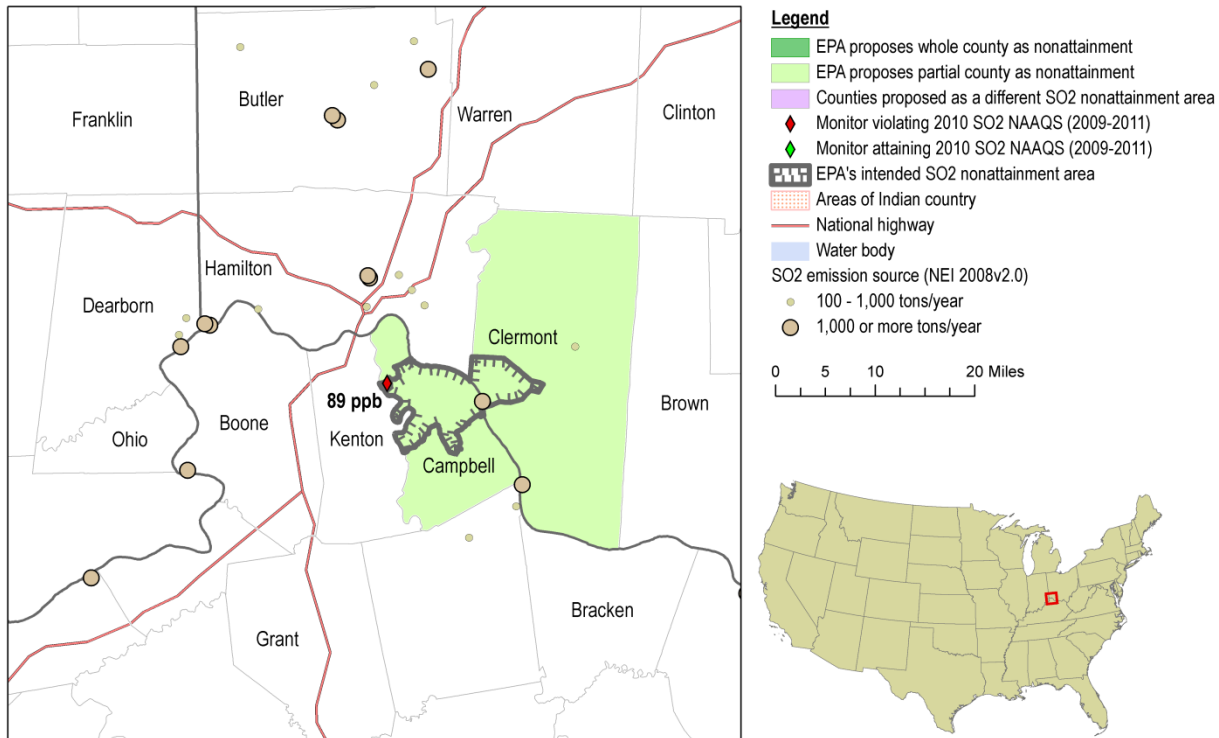 Franklin
Butler
Warren
Clinton
Hamilton
Dearborn
Clermont
89 ppb
Brown
Boone
Kenton
Ohio
Campbell
Bracken
Grant
Legend
EPA proposes whole county as nonattainment
EPA proposes partial county as nonattainment
Counties proposed as a different SO2 nonattainment area
Monitor violating 2010 SO2 NAAQS (2009-2011)
Monitor attaining 2010 SO2 NAAQS (2009-2011)
EPA's intended SO2 nonattainment area
Areas of Indian country
National highway
Water body
SO2 emission source (NEI 2008v2.0)
100 - 1,000 tons/year
1,000 or more tons/year
0 5 10 20 Miles